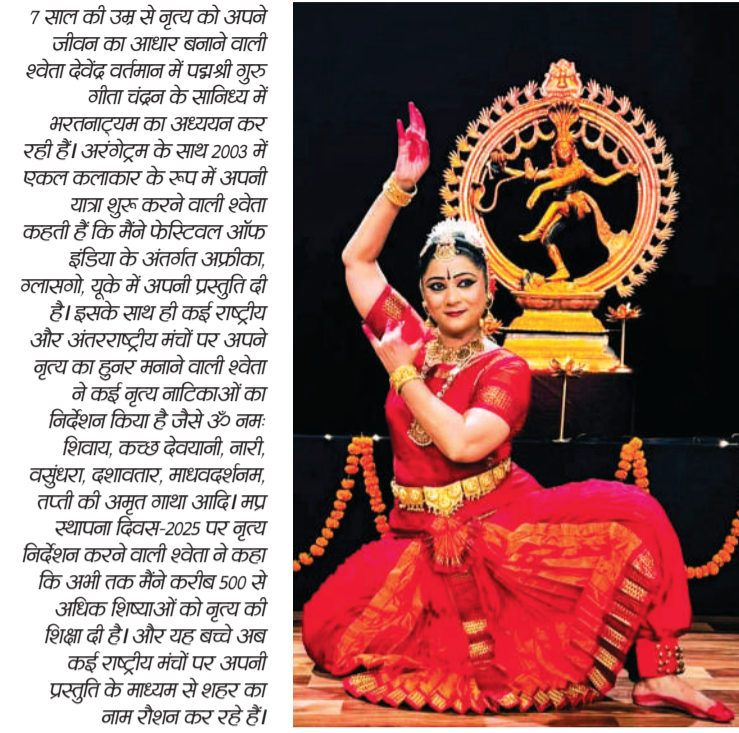 7 साल की उम्र से नृत्य को अपने
जीवन का आधार बनाने वाली
श्वेता देवेंद्र वर्तमान में पद्मश्री गुरु
गीता चंद्रन के सानिध्य में
भरतनाट्यम का अध्ययन कर
रही हैं। अरंगेट्रम के साथ 2003 में
एकल कलाकार के रूप में अपनी
यात्रा शुरू करने वाली श्वेता
कहती हैं कि मैंने फेस्टिवल ऑफ
इंडिया के अंतर्गत अफ्रीका,
ग्लासगो, यूके में अपनी प्रस्तुति दी
है। इसके साथ ही कई राष्ट्रीय
और अंतरराष्ट्रीय मंचों पर अपने
नृत्य का हुनर मनाने वाली श्वेता
ने कई नृत्य नाटिकाओं का
निर्देशन किया है जैसे ॐ नमः
शिवाय, कच्छ देवयानी, नारी,
वसुंधरा, दशावतार, माधवदर्शनम,
तप्ती की अमृत गाथा आदि। मप्र
स्थापना दिवस-2025 पर नृत्य
निर्देशन करने वाली श्वेता ने कहा
कि अभी तक मैंने करीब 500 से
अधिक शिष्याओं को नृत्य की
शिक्षा दी है। और यह बच्चे अब
कई राष्ट्रीय मंचों पर अपनी
प्रस्तुति के माध्यम से शहर का
नाम रौशन कर रहे हैं।